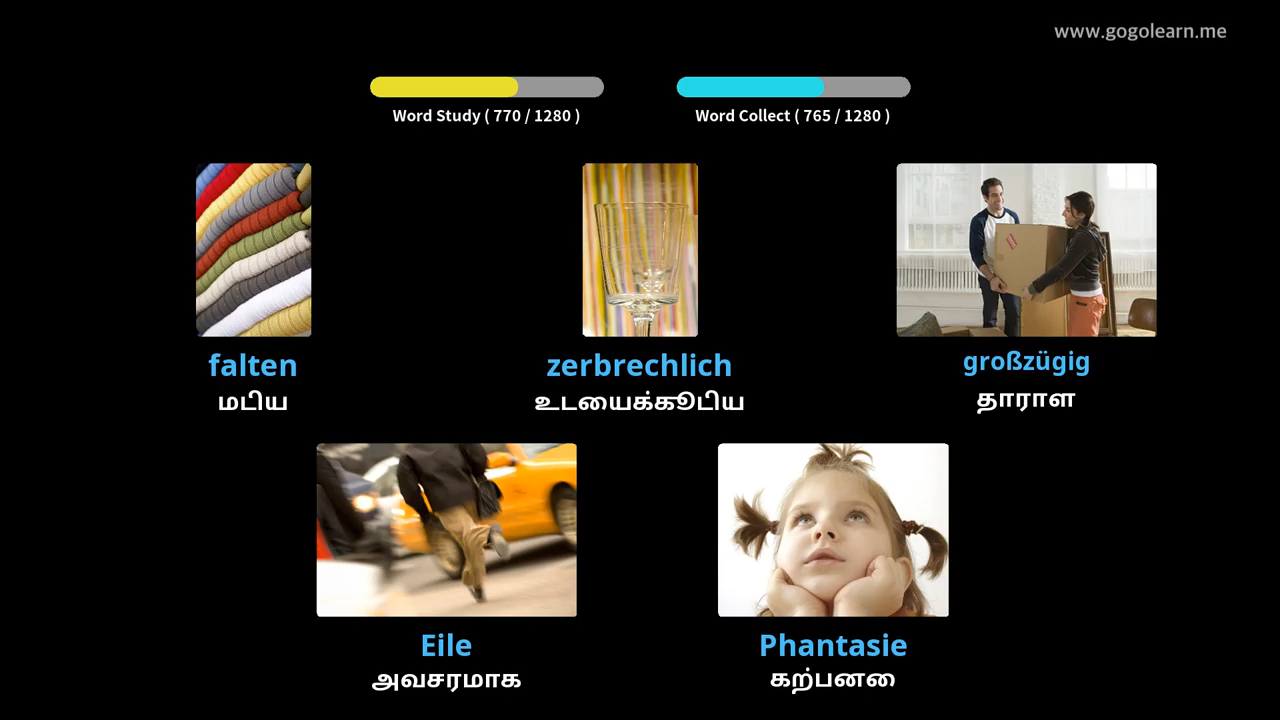 www.gogolearn.me
Word Study ( 770 / 1280 )
Word Collect ( 765 / 1280 )
falten
மடிய
zerbrechlich
உடையக்கூடிய
großzügig
தாராள
Eile
அவசரமாக
Phantasie
கற்பனை